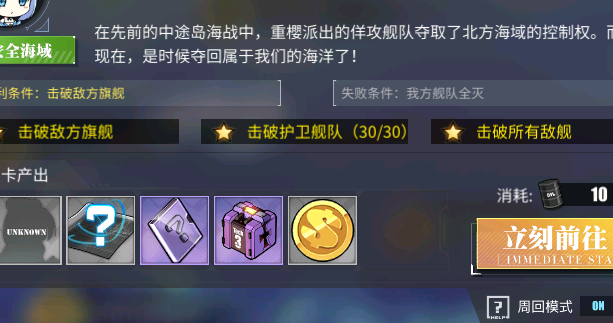 在先前的中途岛海战中，重樱派出的佯攻舰队夺取了北方海域的控制权。而
现在，是时候夺回属于我们的海洋了！
安全海域
利条件：击破敌方旗舰
失败条件：我方舰队全灭
击破敌方旗舰
击破护卫舰队（30/30）
击破所有敌舰
卡产出
UNKNOWN
?
?
TECH
3
消耗：
OIL
10
立刻前往
IMMEDIATE STA
?
HELP
周回模式
ON